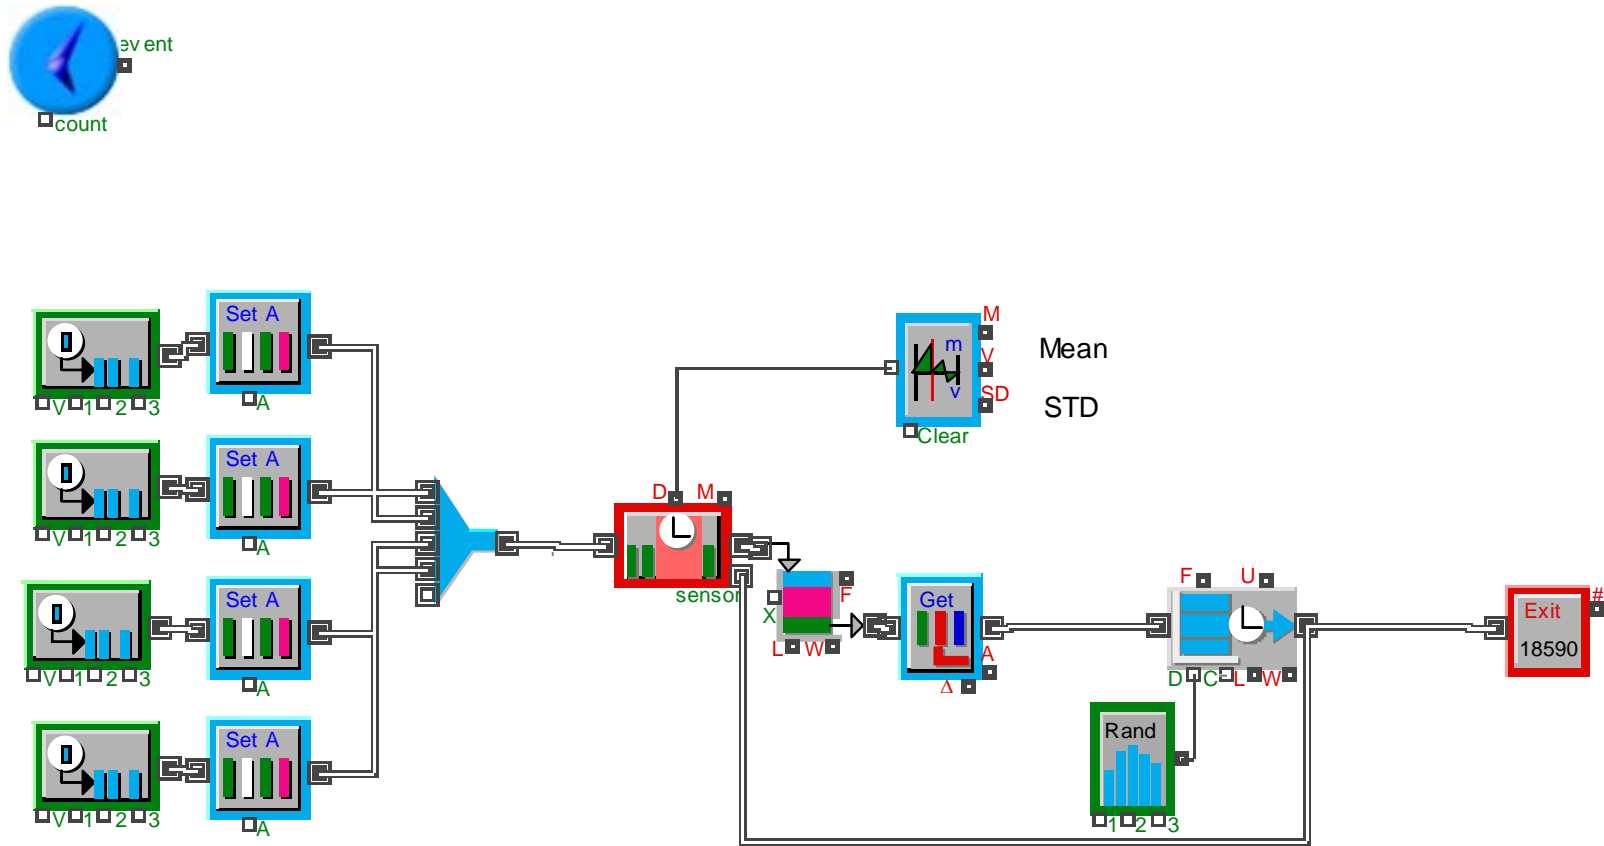 event
count
Set A
A
V 1 2 3
Set A
A
V 1 2 3
Set A
A
V 1 2 3
Set A
A
V 1 2 3
M
m
V
v
SD
Clear
Mean
STD
D M
sensor
F
X
L W
Get
A
Δ
F U
D C L W
Rand
1 2 3
#
Exit
18590